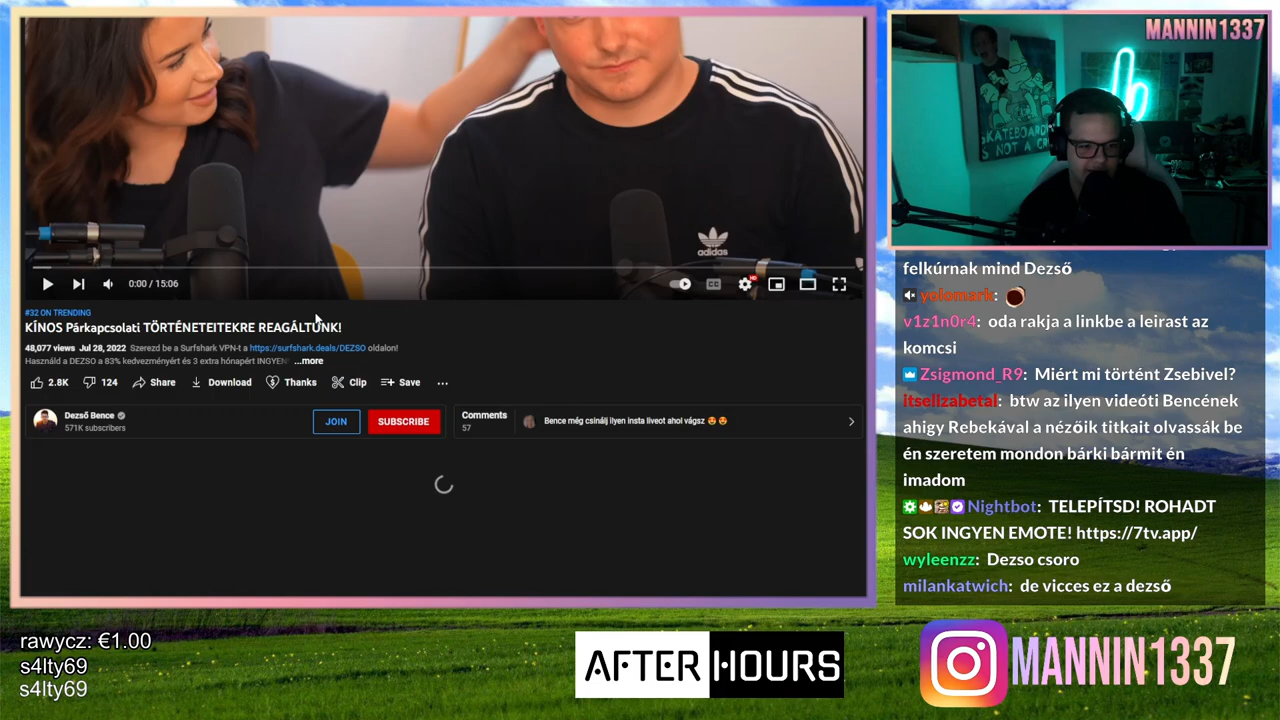 MANNIN1337
SKATEBOARDING
IS NOT A CRIME
adidas
0:00 / 15:06
#32 ON TRENDING
KÍNOS Párkapcsolati TÖRTÉNETEITEKRE REAGÁLTUNK!
48,077 views Jul 28, 2022 Szerezd be a Surfshark VPN-t a https://surfshark.deals/DEZSO oldalon!
Használd a DEZSO a 83% kedvezményért és 3 extra hónapért INGYEN ...more
2.8K 124 Share Download Thanks Clip Save ...
Dezső Bence
571K subscribers
JOIN SUBSCRIBE
Comments
57
Bence még csinálj ilyen insta liveot ahol vágsz
felkúrnak mind Dezső
yolomark:
v1z1n0r4: oda rakja a linkbe a leirast az
komcsi
Zsigmond_R9: Miért mi történt Zsebivel?
itselizabetal: btw az ilyen videóti Bencének
ahigy Rebekával a nézőik titkait olvassák be
én szeretem mondon bárki bármit én
imadom
Nightbot: TELEPÍTSD! ROHADT
SOK INGYEN EMOTE! https://7tv.app/
wyleenzz: Dezso csoro
milankatwich: de vicces ez a dezső
rawycz: €1.00
s4lty69
s4lty69
AFTER HOURS
MANNIN1337